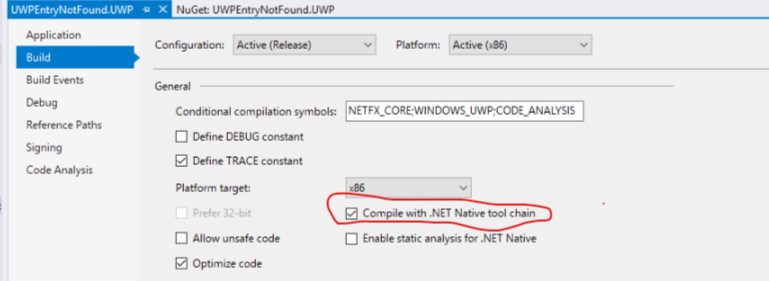 UWPEntryNotFound.UWP NuGet: UWPEntryNotFound.UWP
Application
Build
Build Events
Debug
Reference Paths
Signing
Code Analysis
Configuration: Active (Release) Platform: Active (x86)
General
Conditional compilation symbols: NETFX_CORE;WINDOWS_UWP;CODE_ANALYSIS
Define DEBUG constant
Define TRACE constant
Platform target: x86
Prefer 32-bit Compile with .NET Native tool chain
Allow unsafe code Enable static analysis for .NET Native
Optimize code